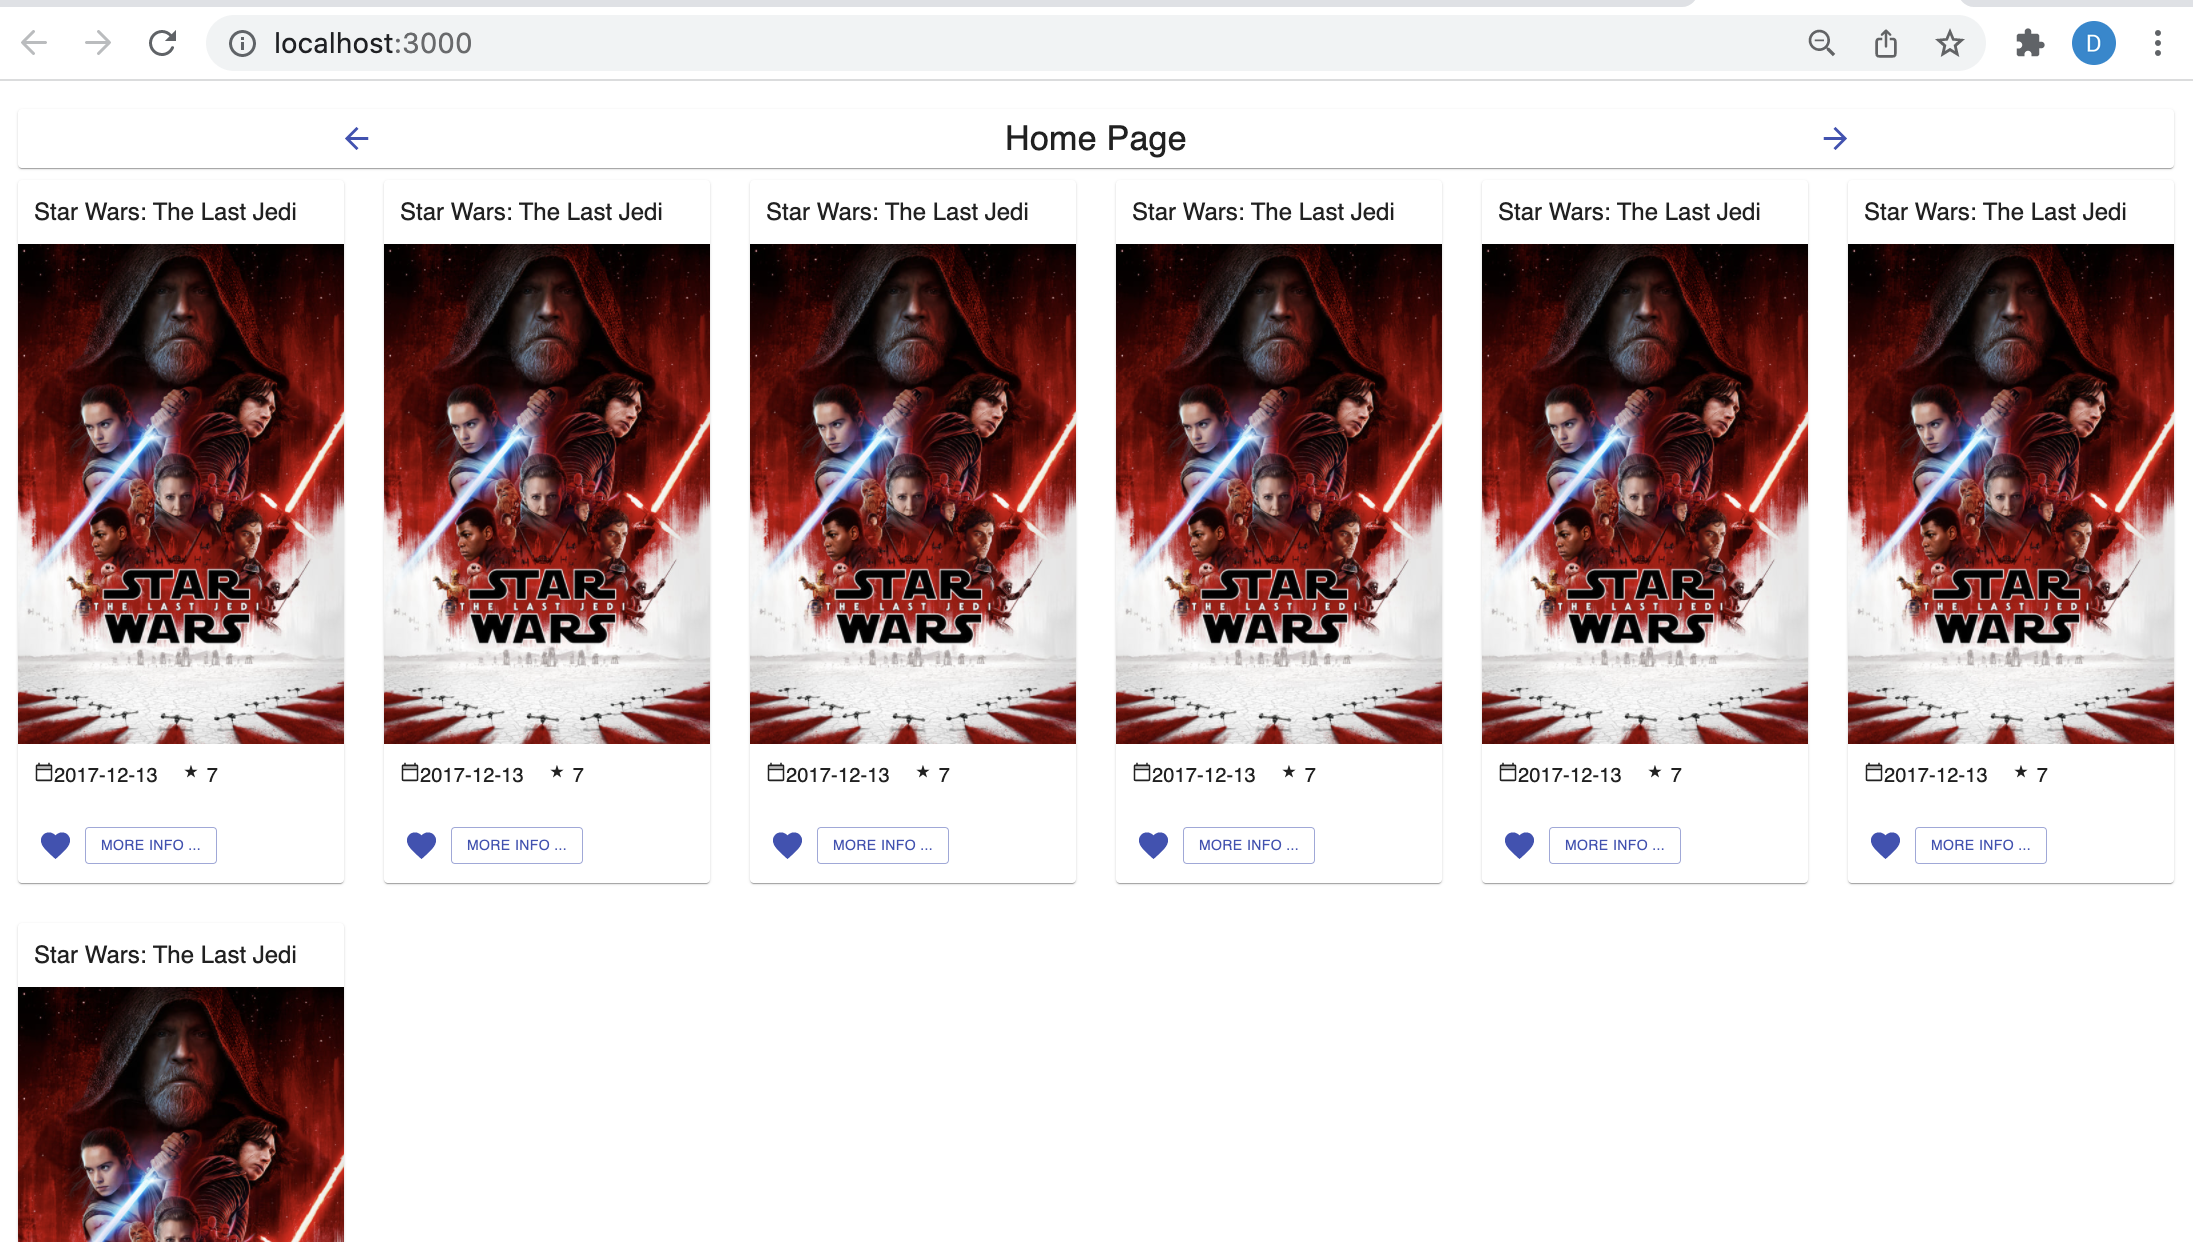 localhost:3000
D
Home Page
Star Wars: The Last Jedi
STAR
THE LAST JEDI
WARS
2017-12-13 ★ 7
MORE INFO ...
Star Wars: The Last Jedi
STAR
THE LAST JEDI
WARS
2017-12-13 ★ 7
MORE INFO ...
Star Wars: The Last Jedi
STAR
THE LAST JEDI
WARS
2017-12-13 ★ 7
MORE INFO ...
Star Wars: The Last Jedi
STAR
THE LAST JEDI
WARS
2017-12-13 ★ 7
MORE INFO ...
Star Wars: The Last Jedi
STAR
THE LAST JEDI
WARS
2017-12-13 ★ 7
MORE INFO ...
Star Wars: The Last Jedi
STAR
THE LAST JEDI
WARS
2017-12-13 ★ 7
MORE INFO ...
Star Wars: The Last Jedi